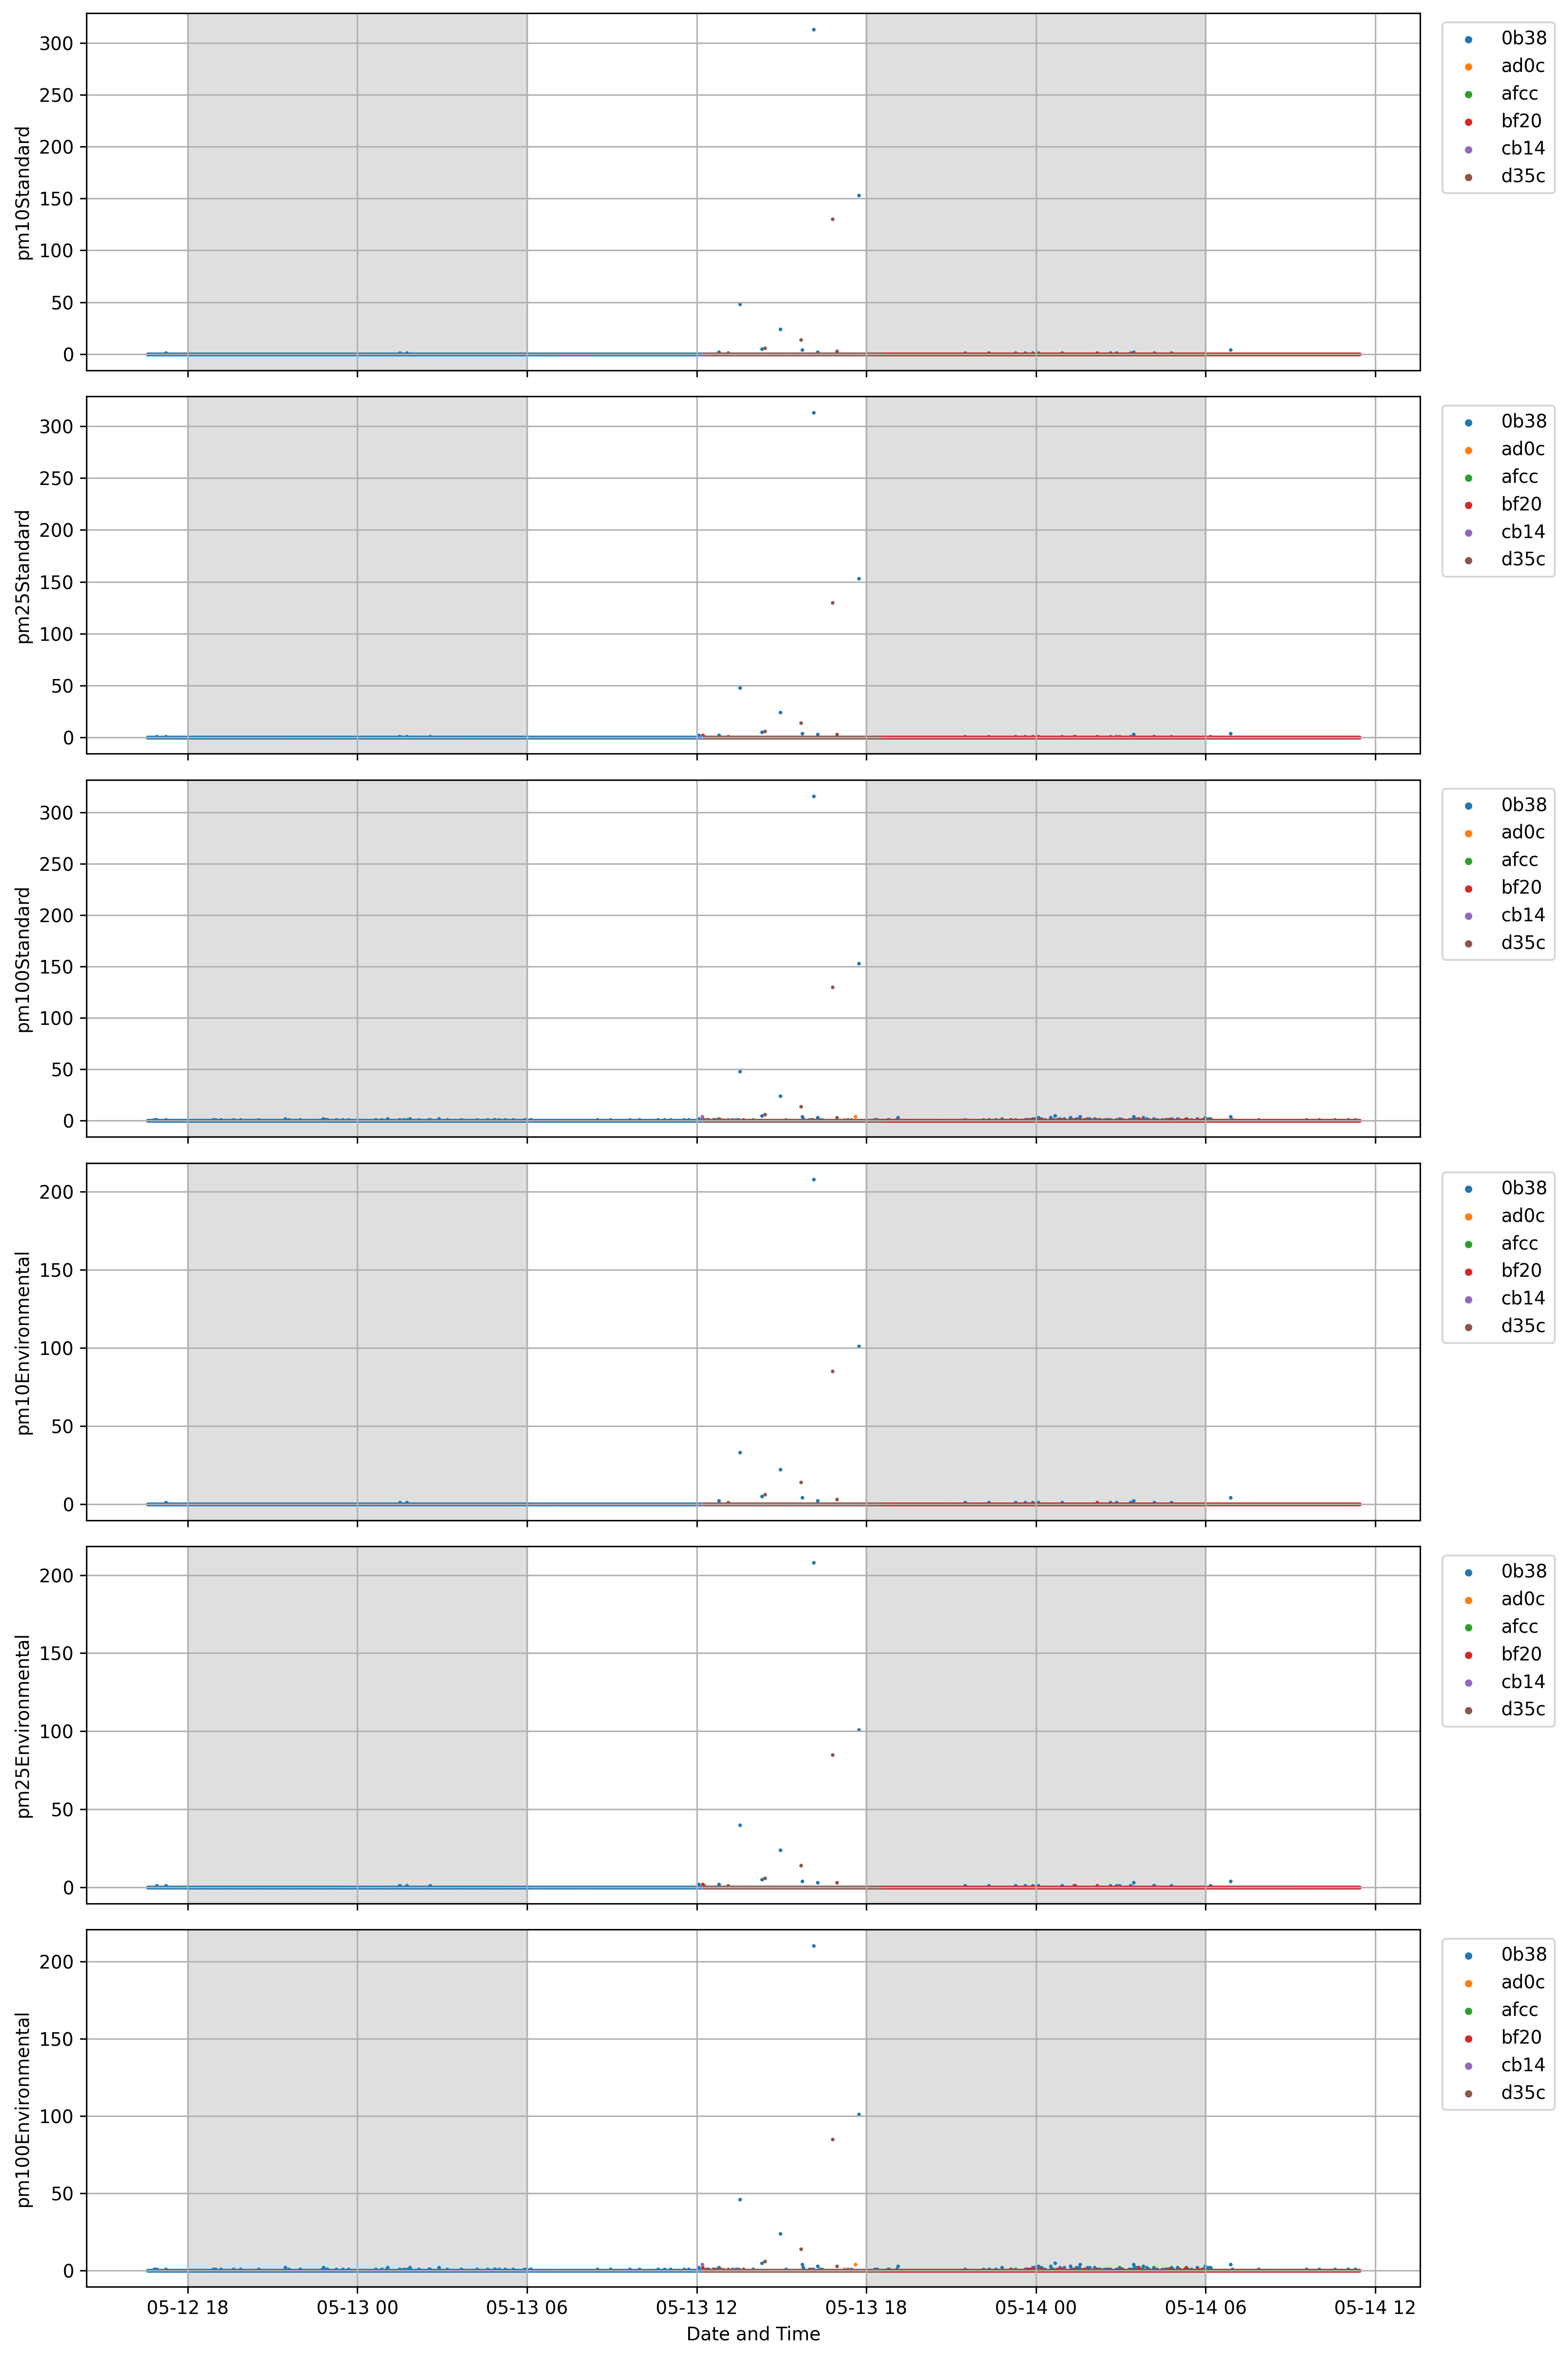 300
250
200
150
100
50
0
pm10Standard
0b38
ad0c
afcc
bf20
cb14
d35c
300
250
200
150
100
50
0
pm25Standard
0b38
ad0c
afcc
bf20
cb14
d35c
300
250
200
150
100
50
0
pm100Standard
0b38
ad0c
afcc
bf20
cb14
d35c
200
150
100
50
0
pm10Environmental
0b38
ad0c
afcc
bf20
cb14
d35c
200
150
100
50
0
pm25Environmental
0b38
ad0c
afcc
bf20
cb14
d35c
200
150
100
50
0
pm100Environmental
0b38
ad0c
afcc
bf20
cb14
d35c
05-12 18 05-13 00 05-13 06 05-13 12 05-13 18 05-14 00 05-14 06 05-14 12
Date and Time